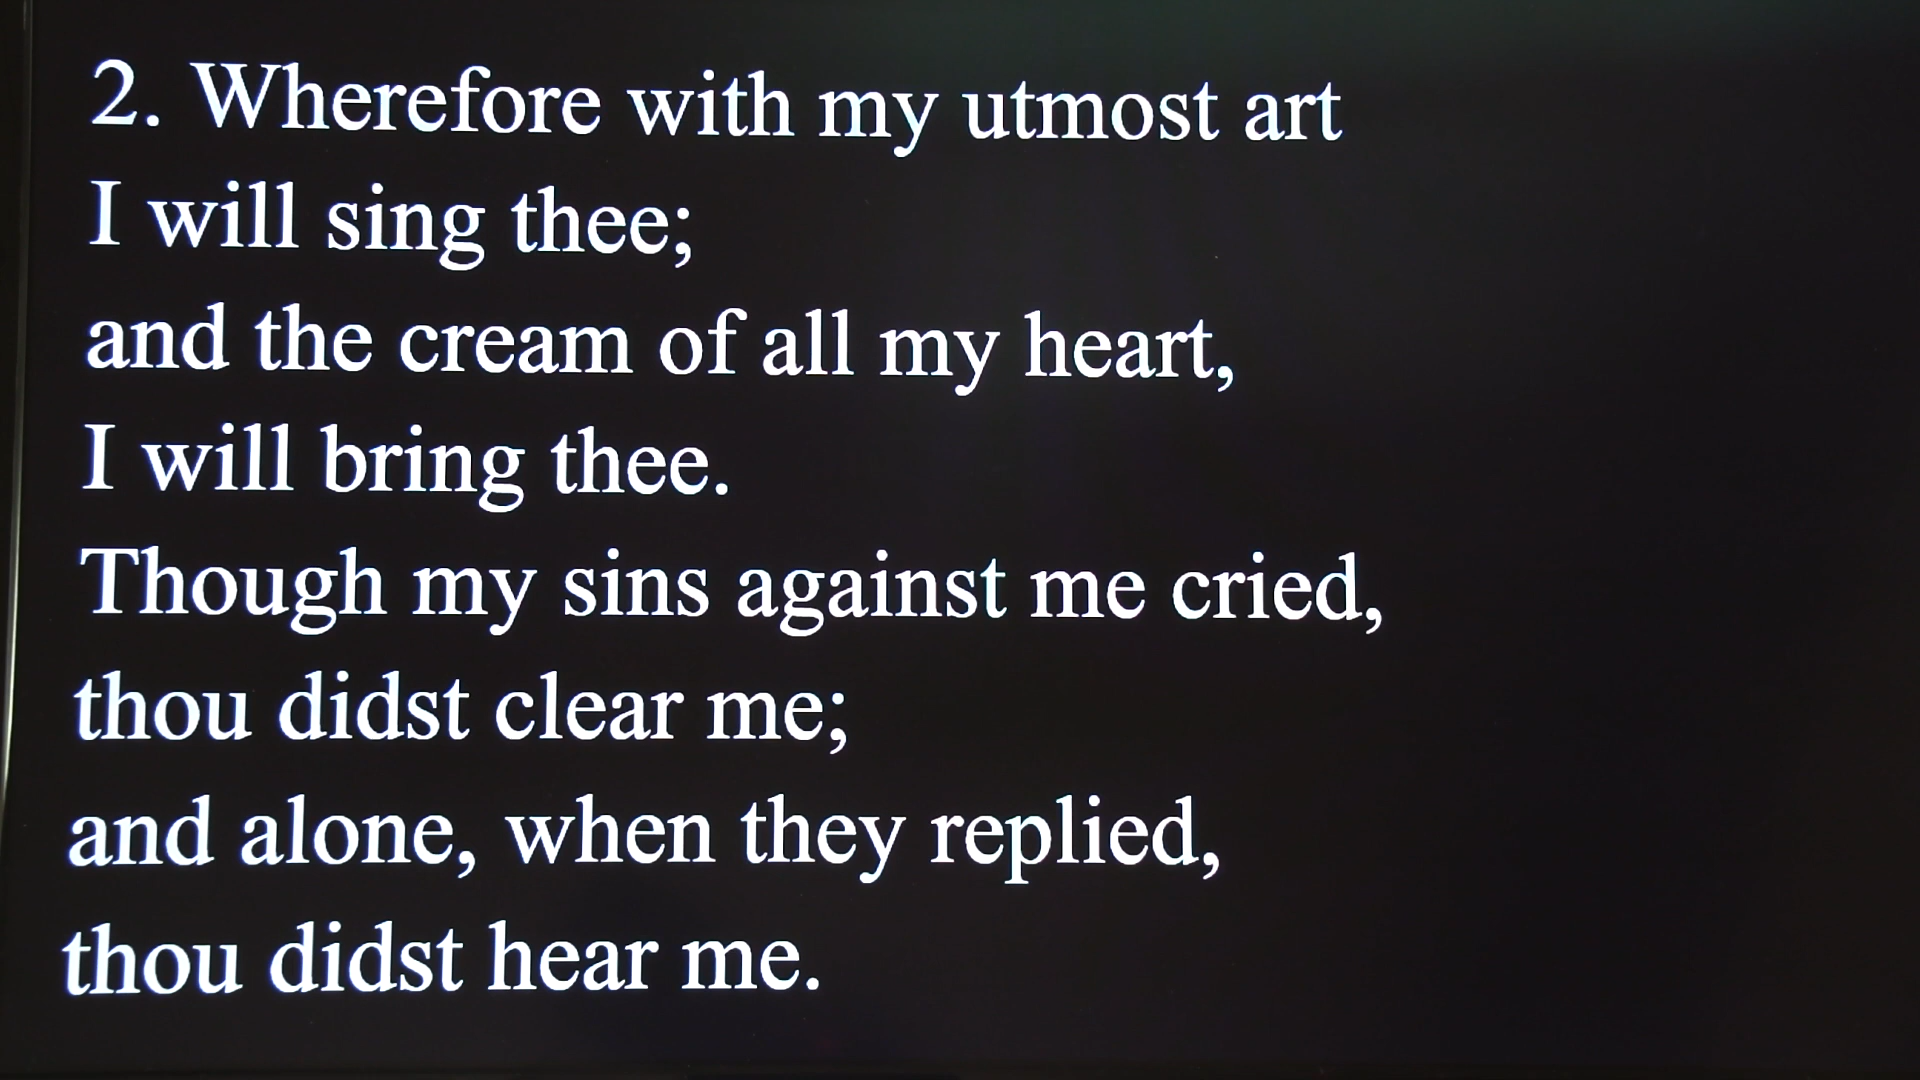 2. Wherefore with my utmost art
I will sing thee;
and the cream of all my heart,
I will bring thee.
Though my sins against me cried,
thou didst clear me;
and alone, when they replied,
thou didst hear me.